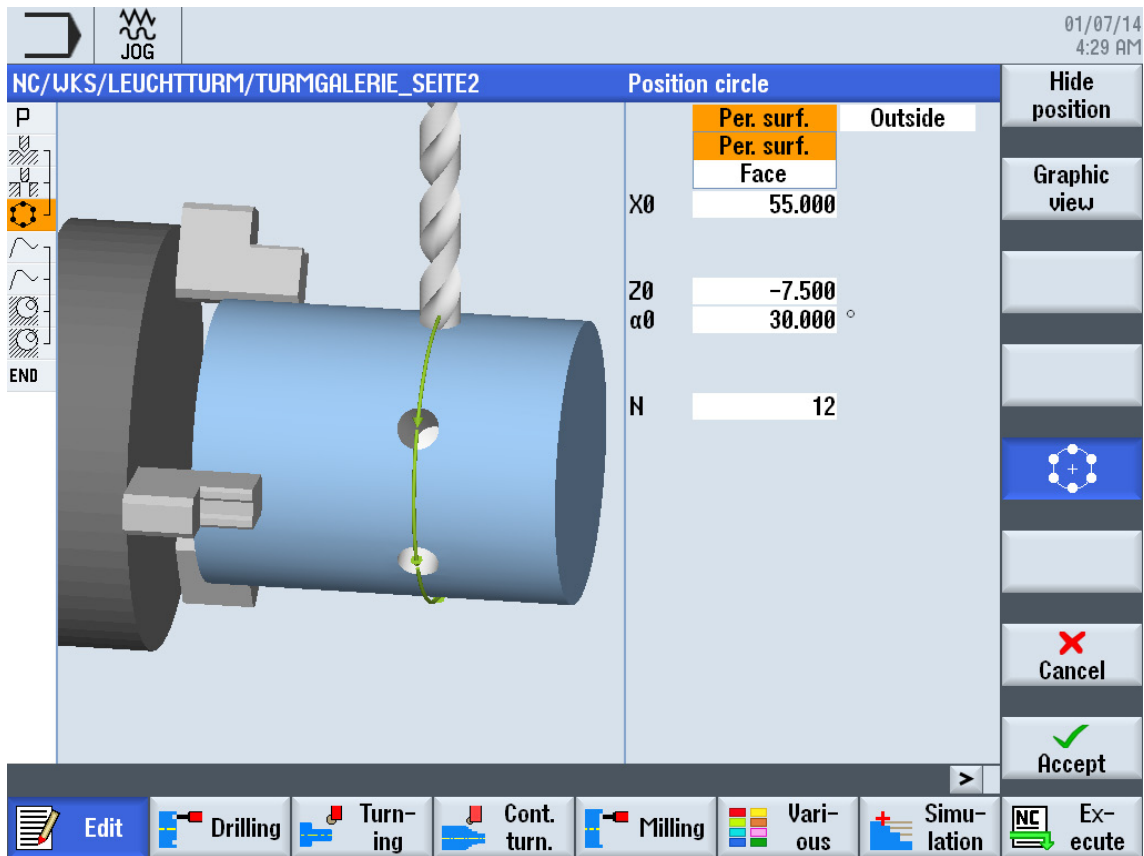 01/07/14
4:29 AM
JOG
NC/WKS/LEUCHTTURM/TURMGALERIE_SEITE2
Position circle
Hide
position
P
Per. surf. Outside
Per. surf.
Face
Graphic
view
X0 55.000
Z0 -7.500
α0 30.000 °
END
N 12
+
Cancel
Accept
>
Edit
Drilling
Turn-
ing
Cont.
turn.
Milling
Vari-
ous
Simu-
lation
NC
Ex-
ecute